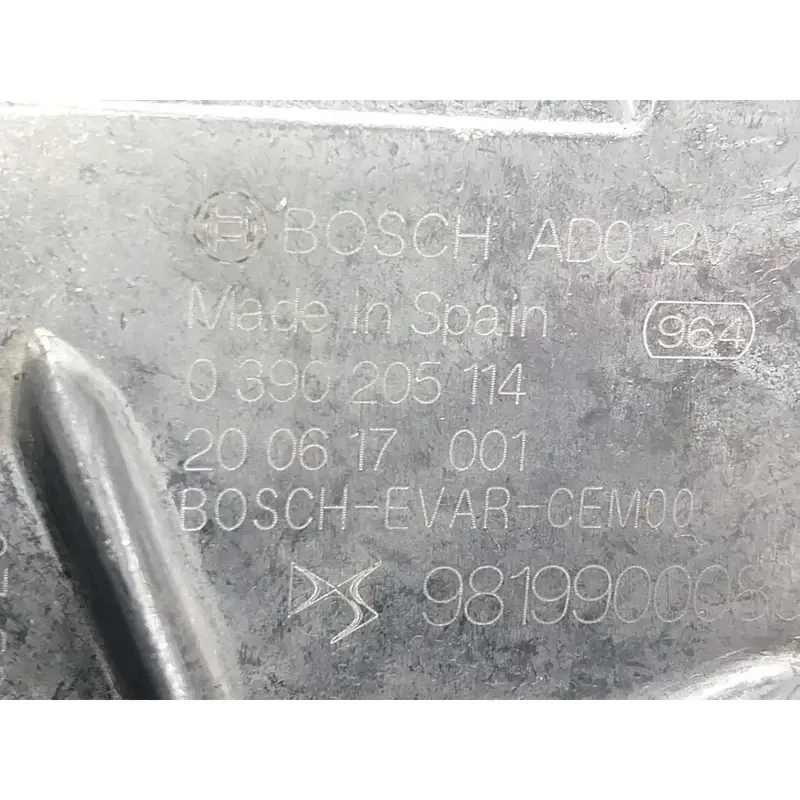 BOSCH AD0 12V
Made in Spain 964
0 390 205 114
20 06 17 001
BOSCH-EVAR-CEM00